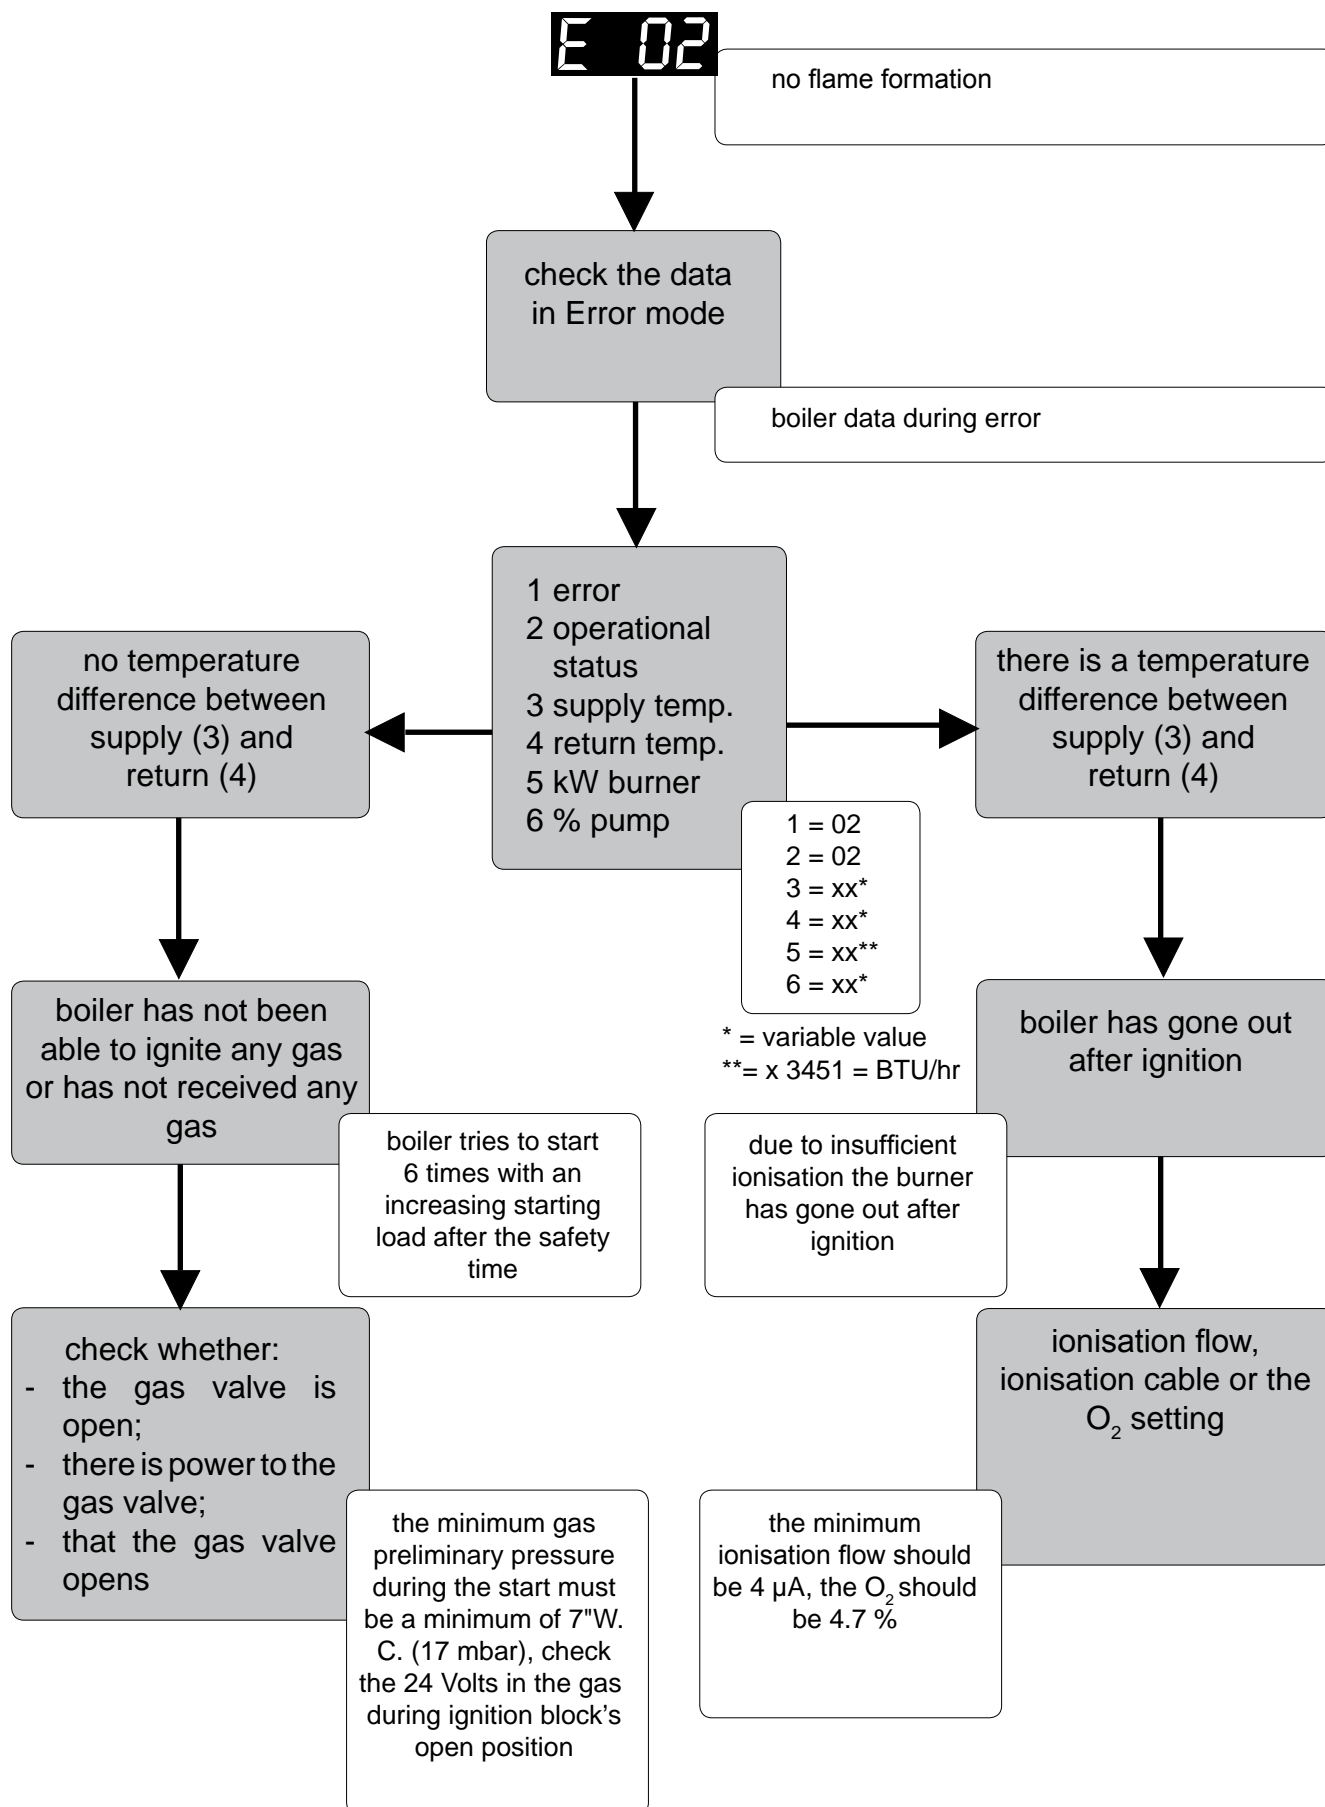 E 02
no flame formation
check the data
in Error mode
boiler data during error
1 error
2 operational
status
3 supply temp.
4 return temp.
5 kW burner
6 % pump
1 = 02
2 = 02
3 = xx*
4 = xx*
5 = xx**
6 = xx*
* = variable value
**= x 3451 = BTU/hr
no temperature
difference between
supply (3) and
return (4)
boiler has not been
able to ignite any gas
or has not received any
gas
boiler tries to start
6 times with an
increasing starting
load after the safety
time
check whether:
- the gas valve is
open;
- there is power to the
gas valve;
- that the gas valve
opens
the minimum gas
preliminary pressure
during the start must
be a minimum of 7"W.
C. (17 mbar), check
the 24 Volts in the gas
during ignition block’s
open position
there is a temperature
difference between
supply (3) and
return (4)
boiler has gone out
after ignition
due to insufficient
ionisation the burner
has gone out after
ignition
ionisation flow,
ionisation cable or the
O₂ setting
the minimum
ionisation flow should
be 4 µA, the O₂ should
be 4.7 %